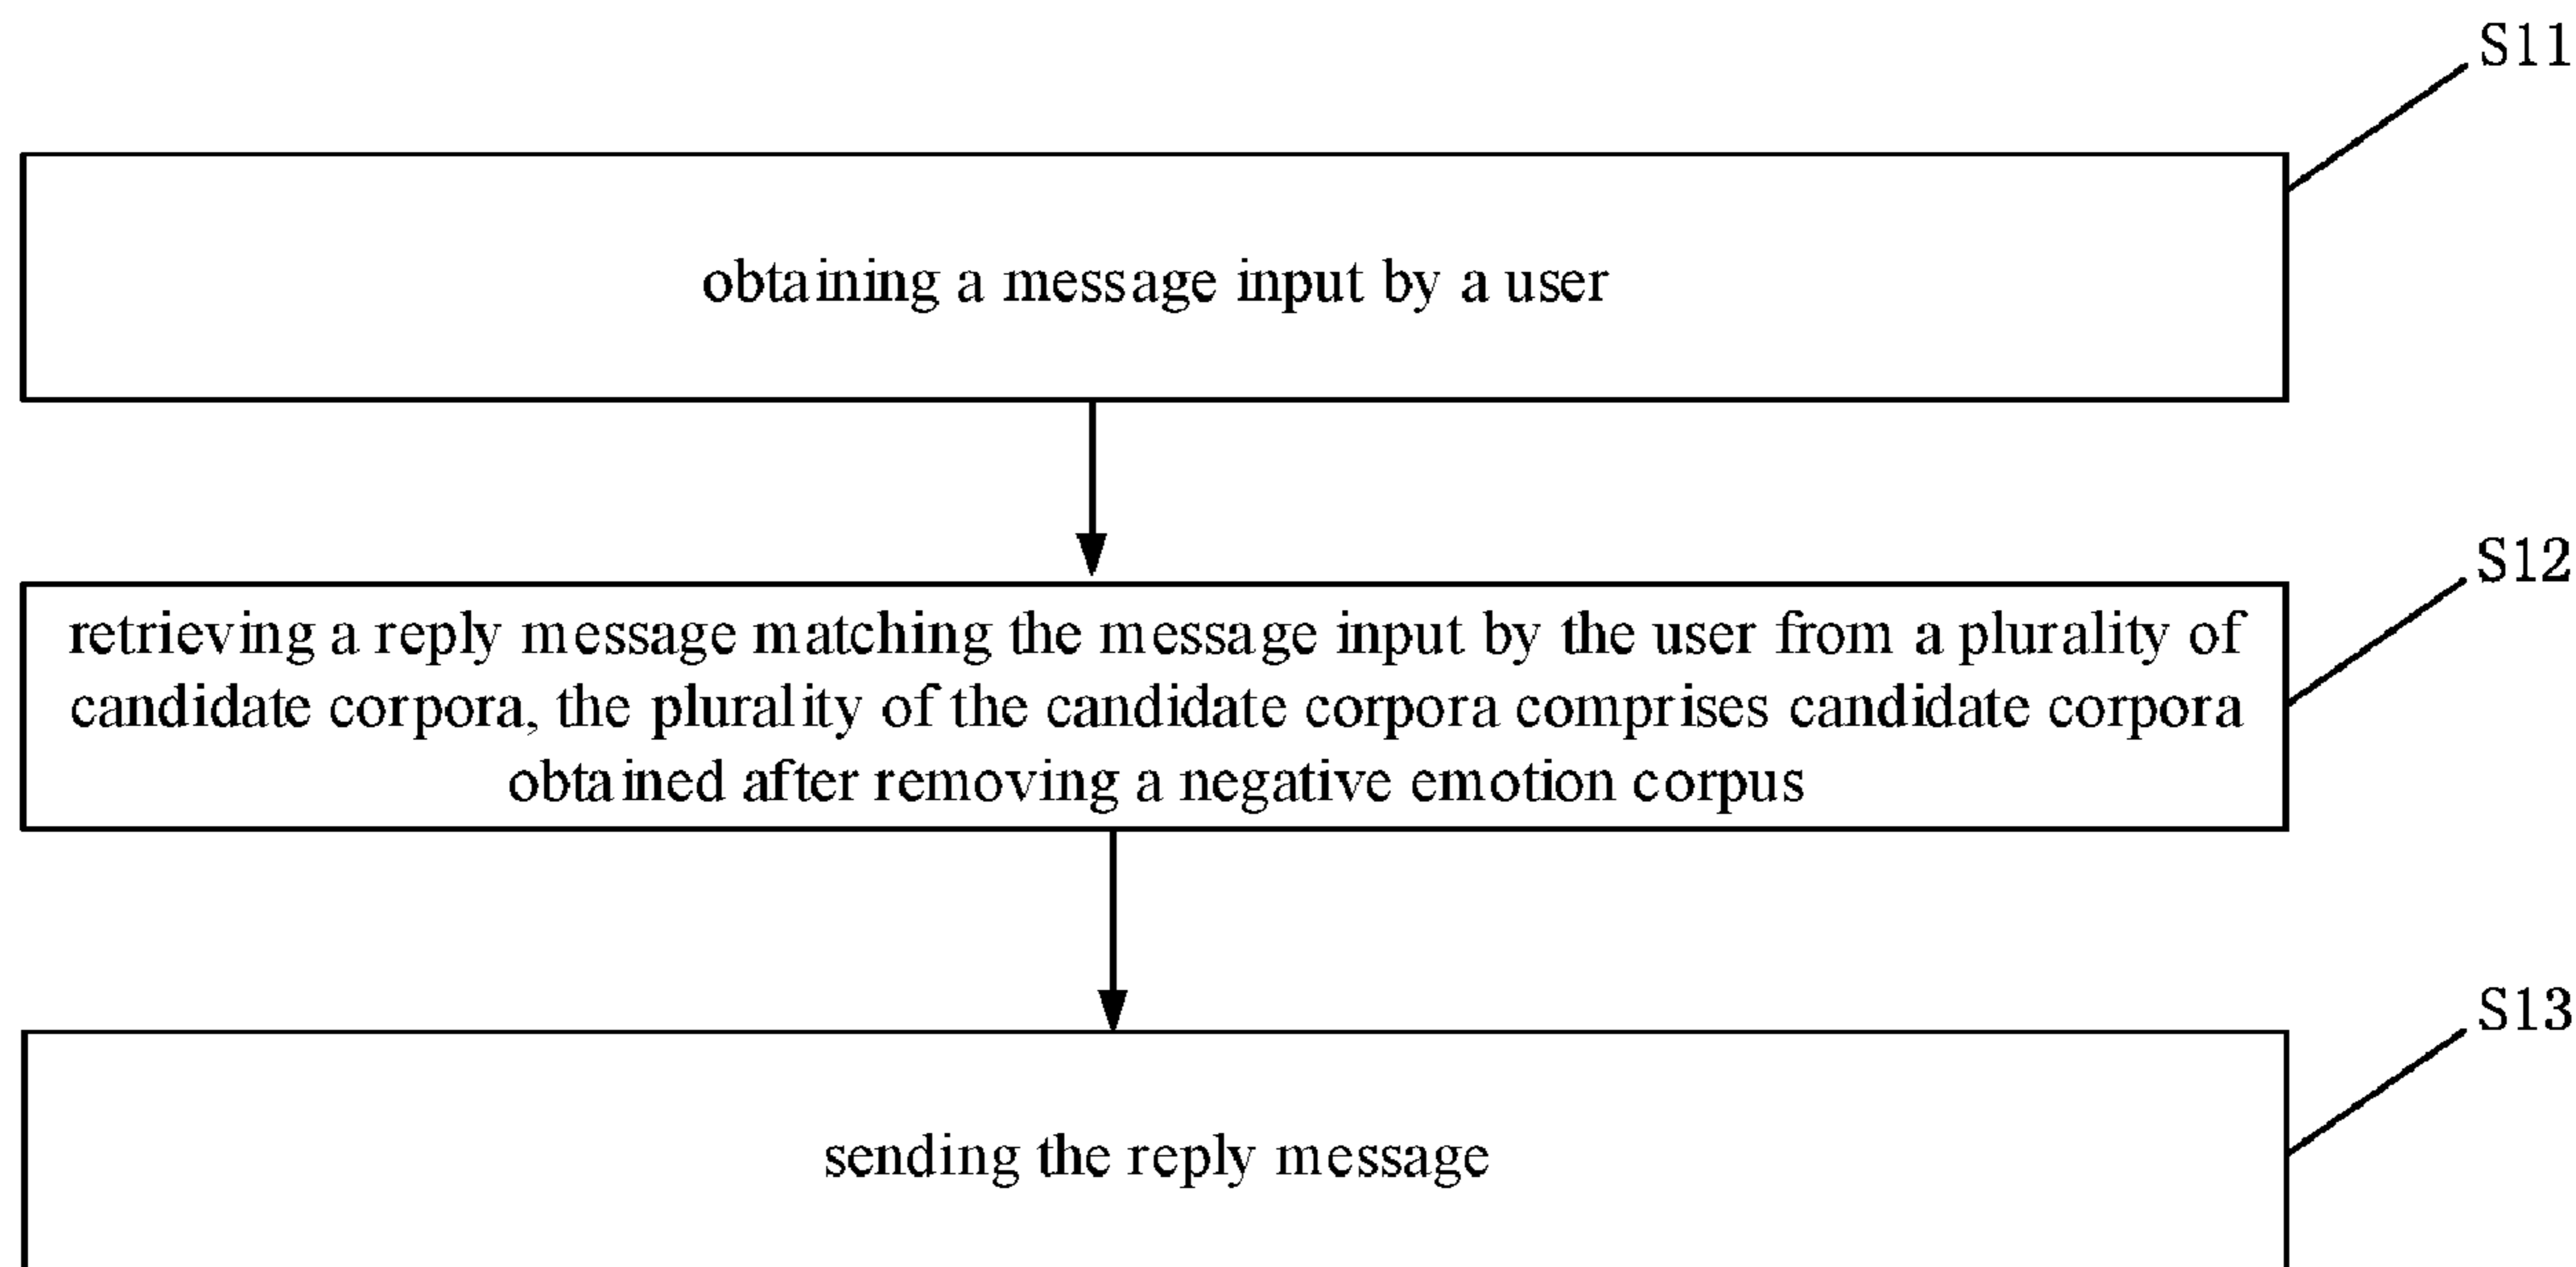 S11
obtaining a message input by a user
S12
retrieving a reply message matching the message input by the user from a plurality of
candidate corpora, the plurality of the candidate corpora comprises candidate corpora
obtained after removing a negative emotion corpus
S13
sending the reply message